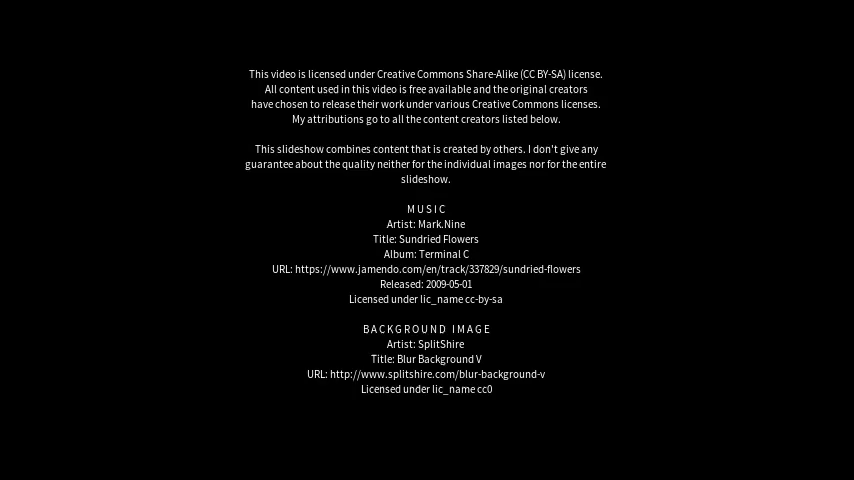 This video is licensed under Creative Commons Share-Alike (CC BY-SA) license.
All content used in this video is free available and the original creators
have chosen to release their work under various Creative Commons licenses.
My attributions go to all the content creators listed below.
This slideshow combines content that is created by others. I don't give any
guarantee about the quality neither for the individual images nor for the entire
slideshow.
MUSIC
Artist: Mark.Nine
Title: Sundried Flowers
Album: Terminal C
URL: https://www.jamendo.com/en/track/337829/sundried-flowers
Released: 2009-05-01
Licensed under lic_name cc-by-sa
BACKGROUND IMAGE
Artist: SplitShire
Title: Blur Background V
URL: http://www.splitshire.com/blur-background-v
Licensed under lic_name cc0